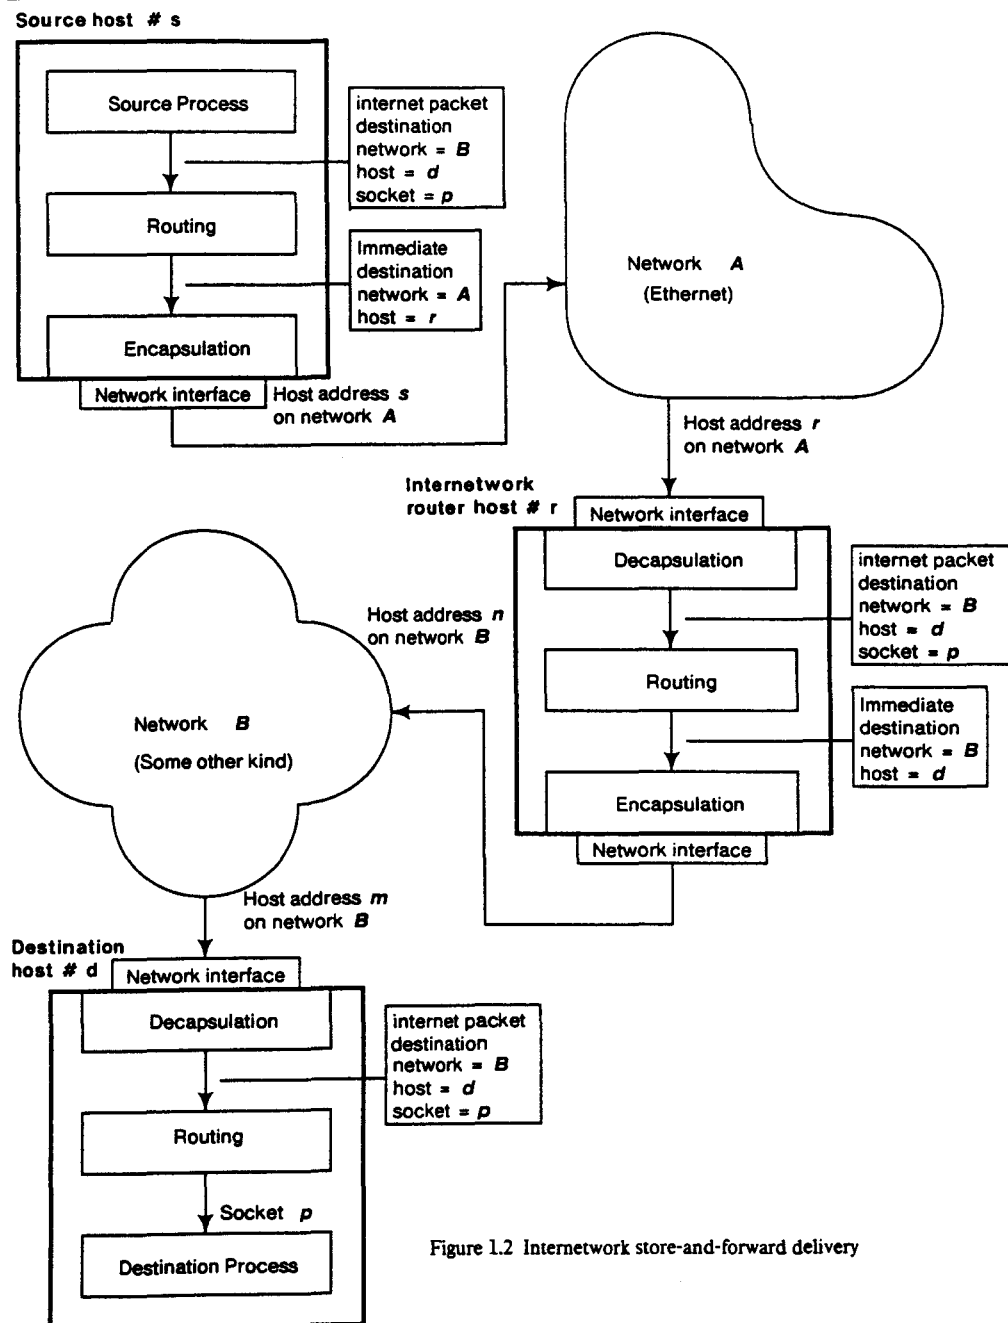 Source host # s
Source Process
internet packet
destination
network = B
host = d
socket = p
Routing
Immediate
destination
network = A
host = r
Encapsulation
Network interface
Host address s
on network A
Network A
(Ethernet)
Host address r
on network A
Internetwork
router host # r
Network interface
Decapsulation
internet packet
destination
network = B
host = d
socket = p
Routing
Immediate
destination
network = B
host = d
Encapsulation
Network interface
Host address n
on network B
Network B
(Some other kind)
Host address m
on network B
Destination
host # d
Network interface
Decapsulation
internet packet
destination
network = B
host = d
socket = p
Routing
Socket p
Destination Process
Figure 1.2 Internetwork store-and-forward delivery